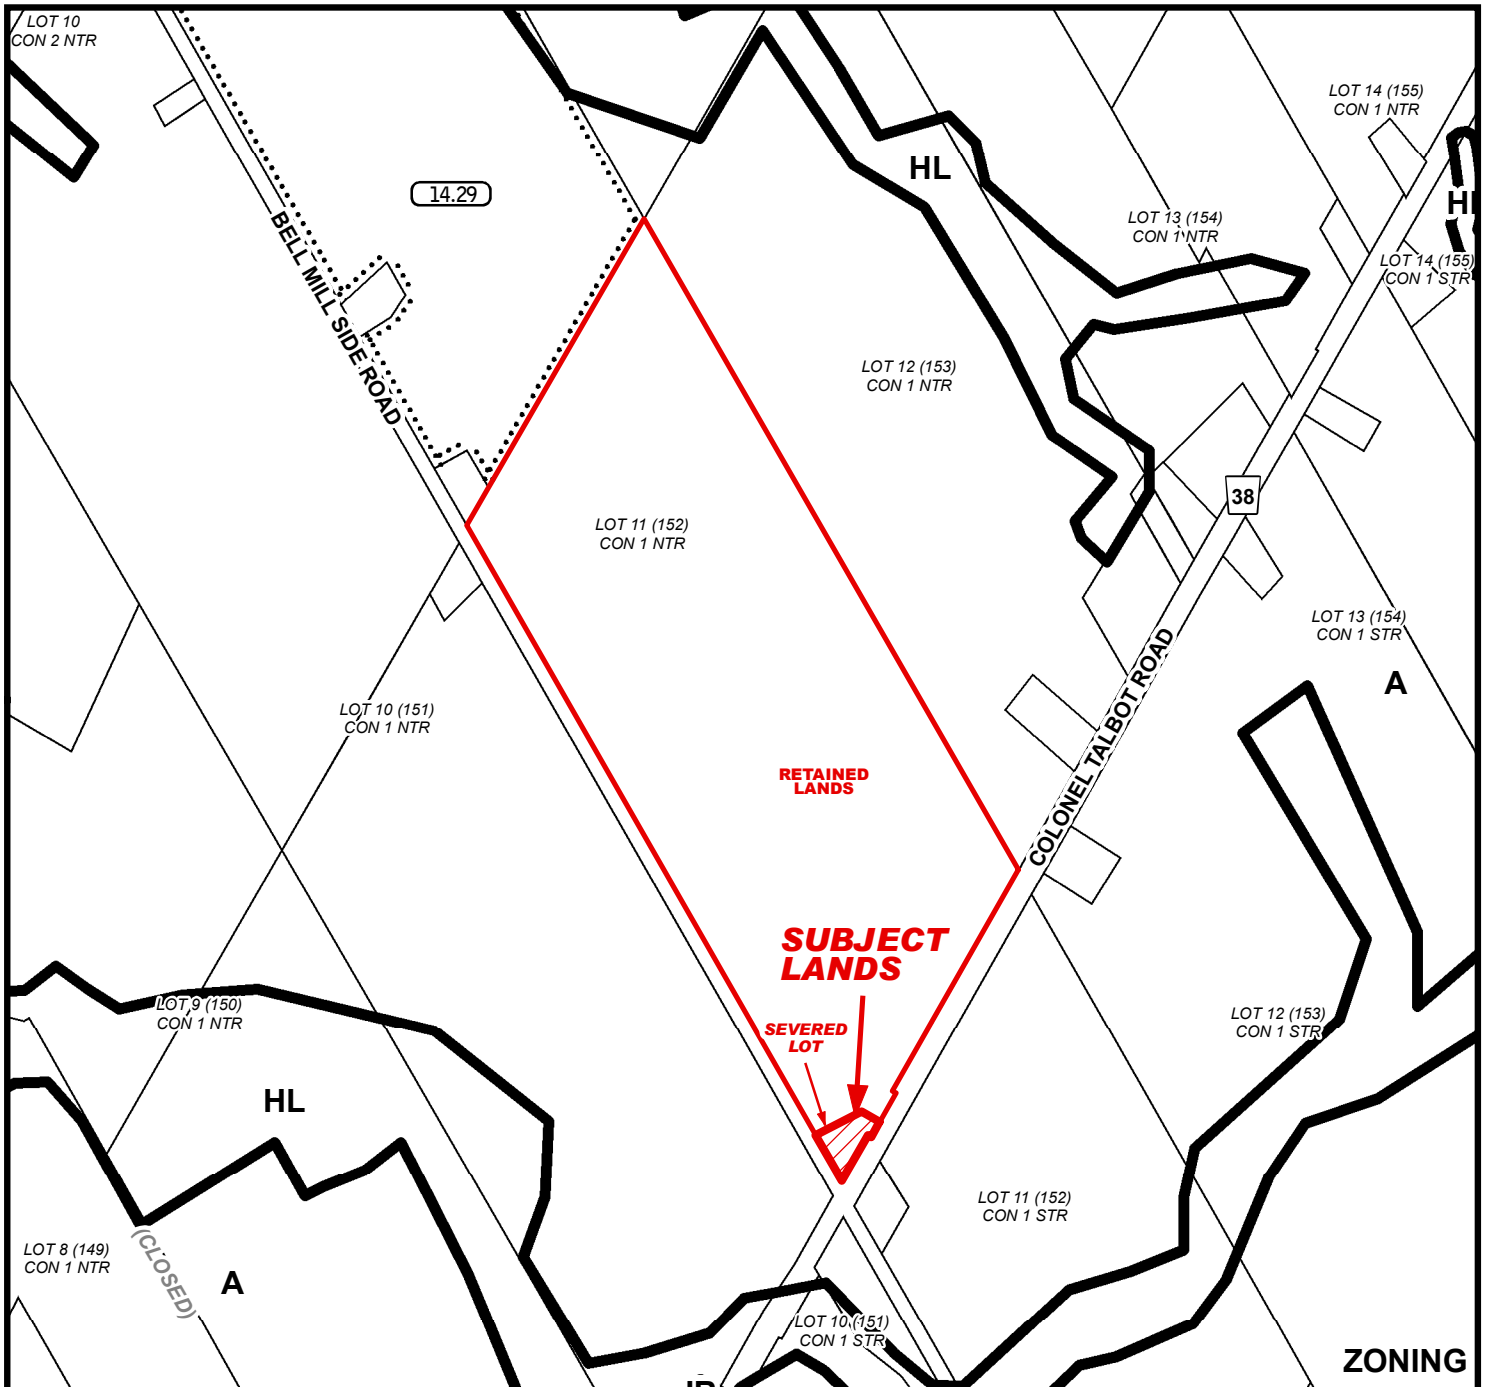 LOT 10
CON 2 NTR
LOT 14 (155)
CON 1 NTR
HL
14.29
LOT 13 (154)
CON 1 NTR
LOT 14 (155)
CON 1 STR
BELL MILL SIDE ROAD
LOT 12 (153)
CON 1 NTR
38
LOT 11 (152)
CON 1 NTR
LOT 13 (154)
CON 1 STR
A
LOT 10 (151)
CON 1 NTR
COLONEL TALBOT ROAD
RETAINED
LANDS
SUBJECT
LANDS
LOT 9 (150)
CON 1 NTR
SEVERED
LOT
LOT 12 (153)
CON 1 STR
HL
LOT 11 (152)
CON 1 STR
LOT 8 (149)
CON 1 NTR
(CLOSED)
A
LOT 10 (151)
CON 1 STR
ZONING